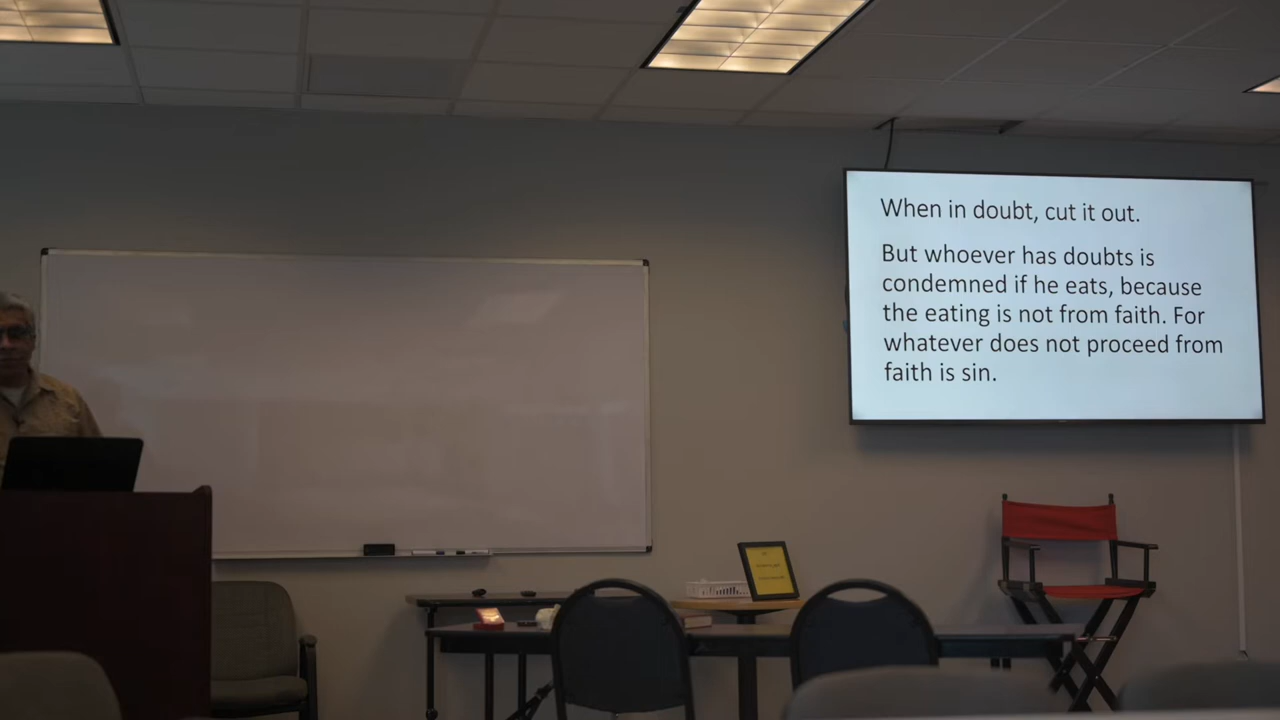 When in doubt, cut it out.
But whoever has doubts is
condemned if he eats, because
the eating is not from faith. For
whatever does not proceed from
faith is sin.